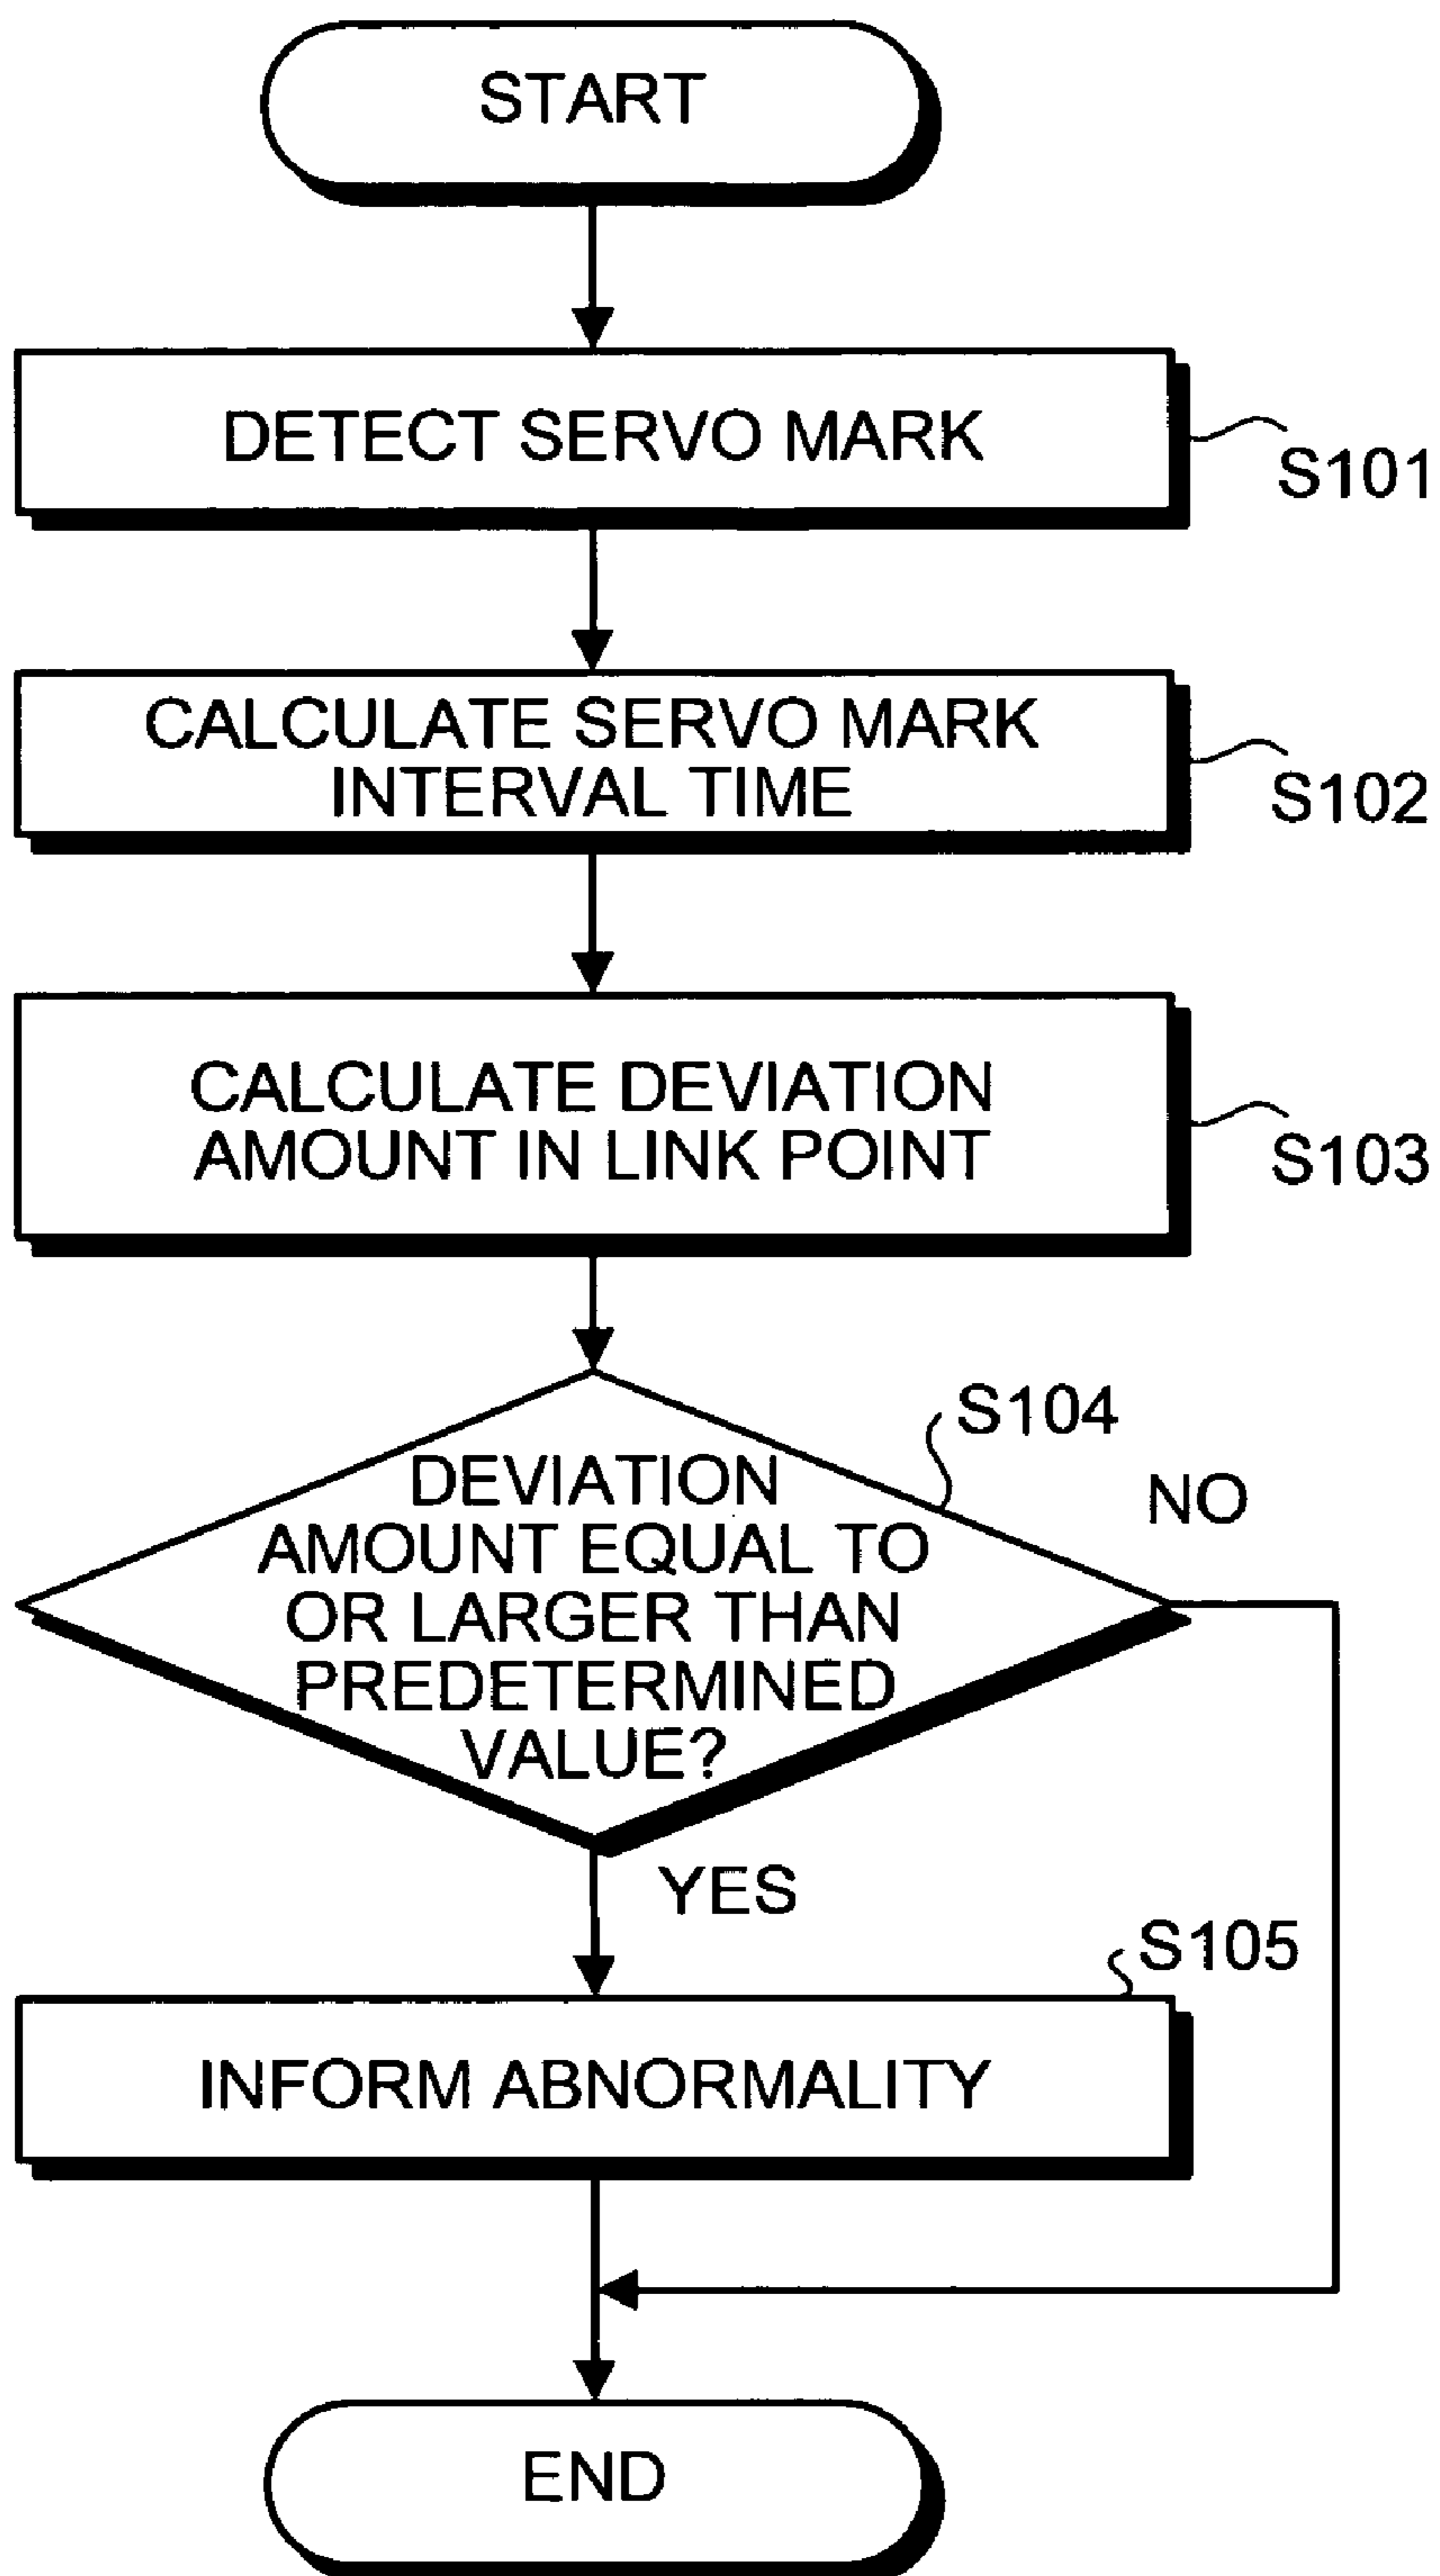 START
DETECT SERVO MARK
S101
CALCULATE SERVO MARK
INTERVAL TIME
S102
CALCULATE DEVIATION
AMOUNT IN LINK POINT
S103
S104
DEVIATION
AMOUNT EQUAL TO
OR LARGER THAN
PREDETERMINED
VALUE?
NO
YES
S105
INFORM ABNORMALITY
END